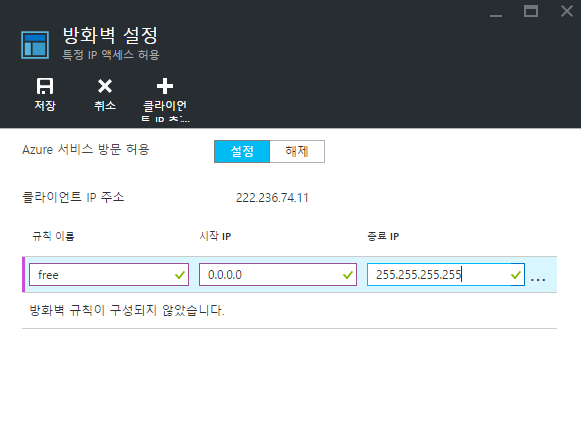 방화벽 설정
특정 IP 액세스 허용
저장
취소
클라이언
Azure 서비스 방문 허용
설정
해제
클라이언트 IP 주소
222.236.74.11
규칙 이름
시작 IP
종료 IP
free
0.0.0.0
255.255.255.255
...
방화벽 규칙이 구성되지 않았습니다.